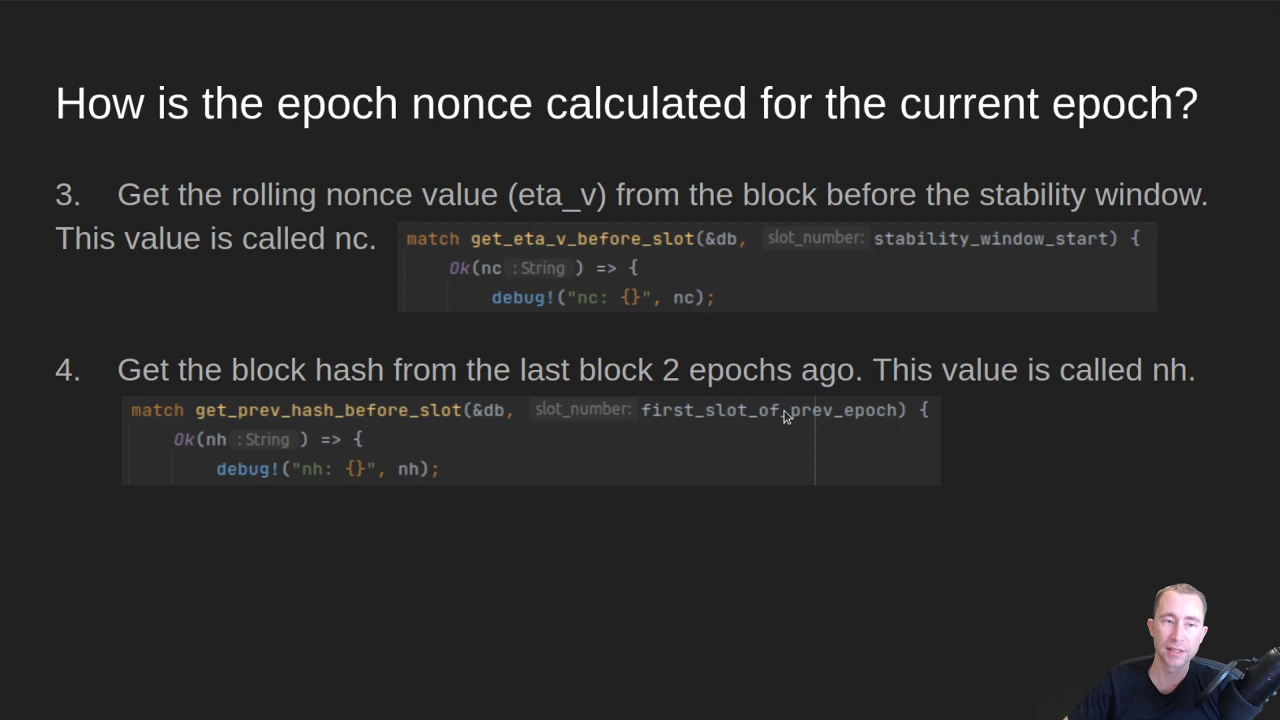 How is the epoch nonce calculated for the current epoch?
3. Get the rolling nonce value (eta_v) from the block before the stability window.
This value is called nc.
match get_eta_v_before_slot(&db, slot_number: stability_window_start) {
Ok(nc : String ) => {
debug!("nc: {}", nc);
4. Get the block hash from the last block 2 epochs ago. This value is called nh.
match get_prev_hash_before_slot(&db, slot_number: first_slot_of_prev_epoch) {
Ok(nh : String ) => {
debug!("nh: {}", nh);